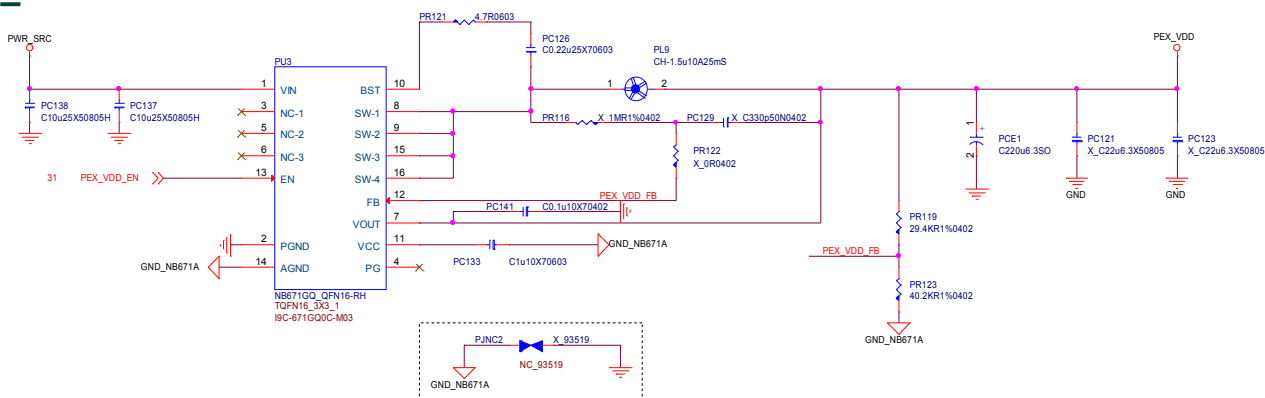 PR121 4.7R0603
PWR_SRC
PC126
C0.22u25X70603
PL9
CH-1.5u10A25mS
PEX_VDD
PU3
1 VIN BST 10
1 2
PC138
C10u25X50805H
PC137
C10u25X50805H
3 NC-1 SW-1 8
PR116 X_1MR1%0402 PC129 X_C330p50N0402
5 NC-2 SW-2 9
6 NC-3 SW-3 15
PR122
X_0R0402
1 + 2
PCE1
C220u6.3SO
PC121
X_C22u6.3X50805
PC123
X_C22u6.3X50805
31 PEX_VDD_EN 13 EN SW-4 16
FB 12 PEX_VDD_FB
GND GND
PC141 C0.1u10X70402
VOUT 7
PR119
29.4KR1%0402
2 PGND VCC 11 GND_NB671A
PEX_VDD_FB
GND_NB671A 14 AGND PG 4
PC133 C1u10X70603
PR123
40.2KR1%0402
NB671GQ_QFN16-RH
TQFN16_3X3_1
I9C-671GQ0C-M03
GND_NB671A
PJNC2 X_93519
NC_93519
GND_NB671A